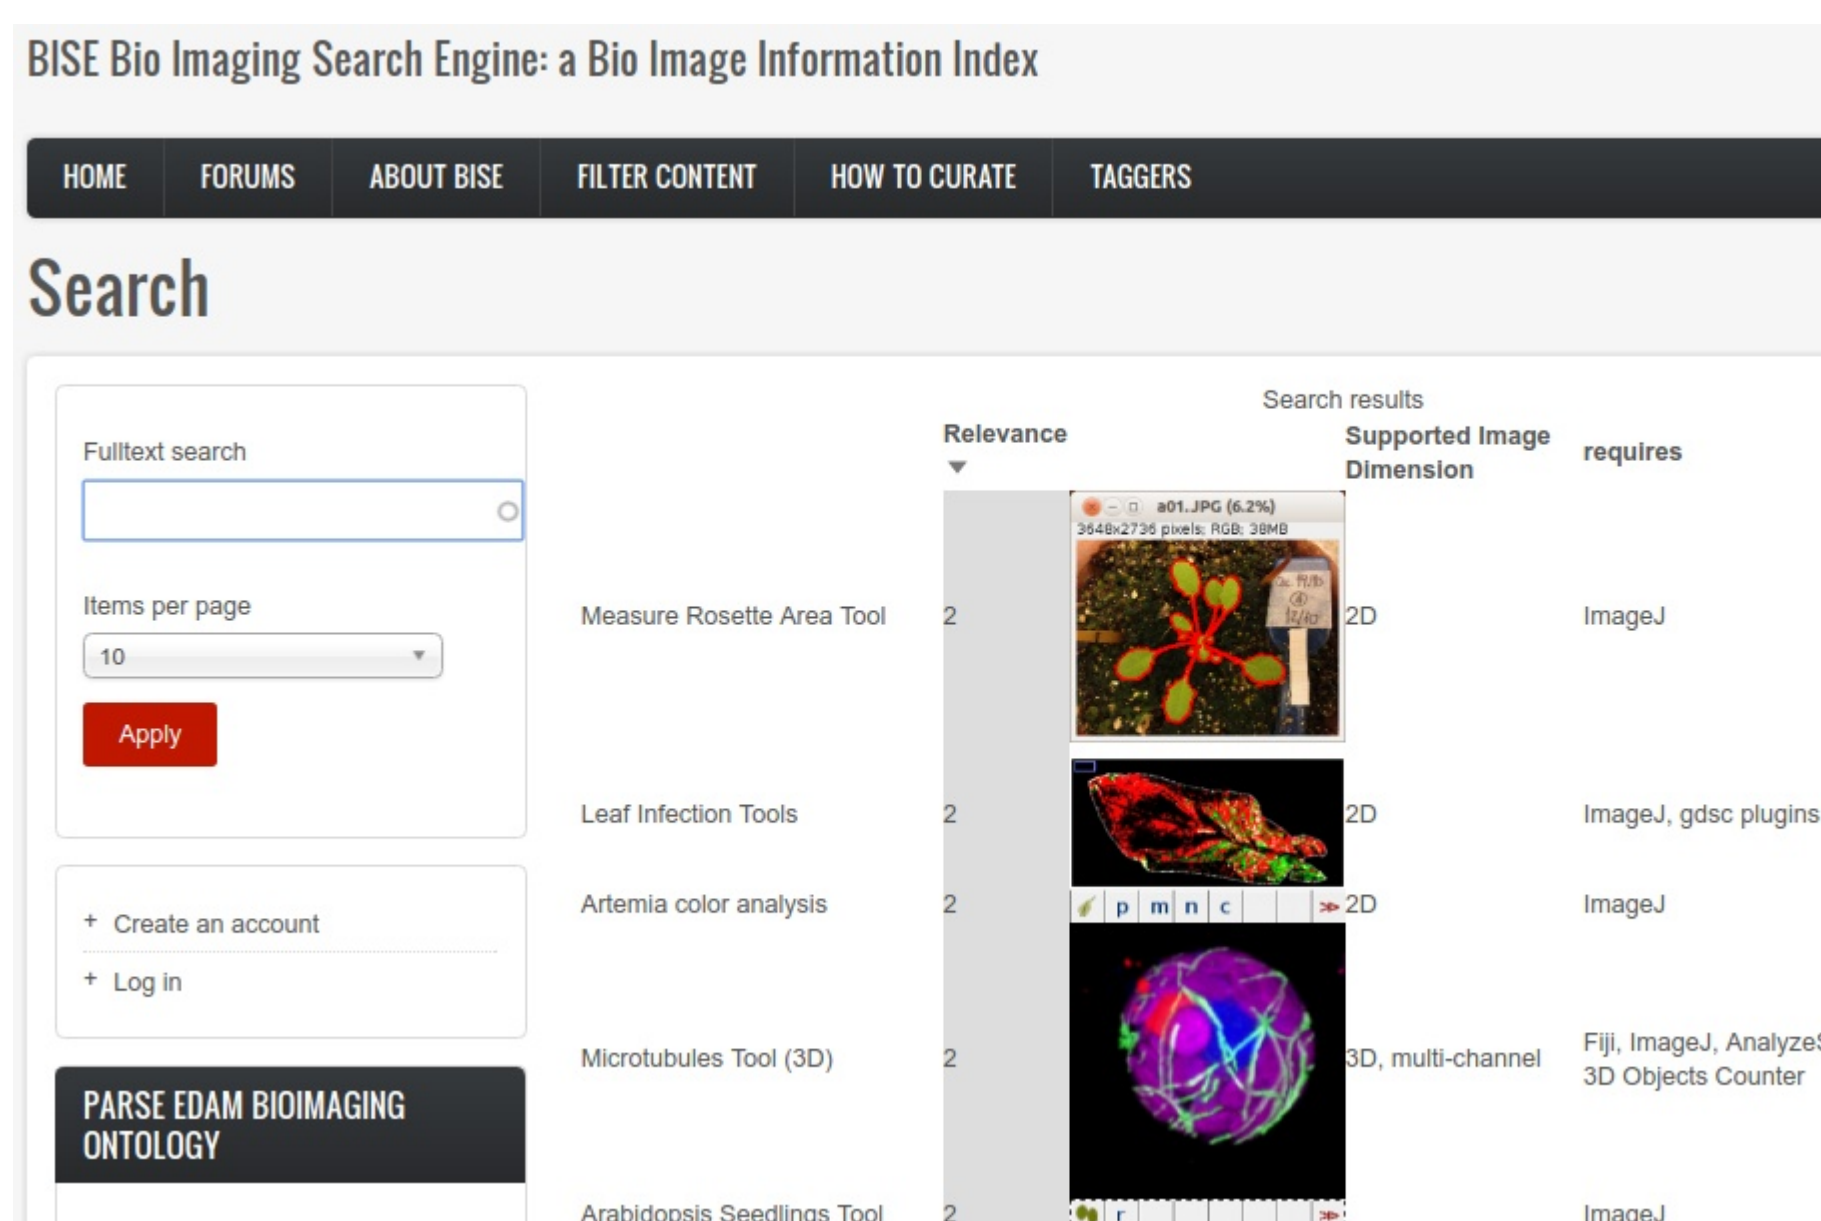 BISE Bio Imaging Search Engine: a Bio Image Information Index
HOME FORUMS ABOUT BISE FILTER CONTENT HOW TO CURATE TAGGERS
Search
Fulltext search
Items per page
10
Apply
+ Create an account
+ Log in
PARSE EDAM BIOIMAGING
ONTOLOGY
Search results
Relevance Supported Image
Dimension requires
a01.JPG (6.2%)
3648x2736 pixels; RGB; 38MB
Measure Rosette Area Tool 2 2D ImageJ
Leaf Infection Tools 2 2D ImageJ, gdsc plugins
Artemia color analysis 2 p m n c 2D ImageJ
Microtubules Tool (3D) 2 3D, multi-channel Fiji, ImageJ,
3D Objects Counter
Arabidopsis Seedlings Tool 2 r ImageJ